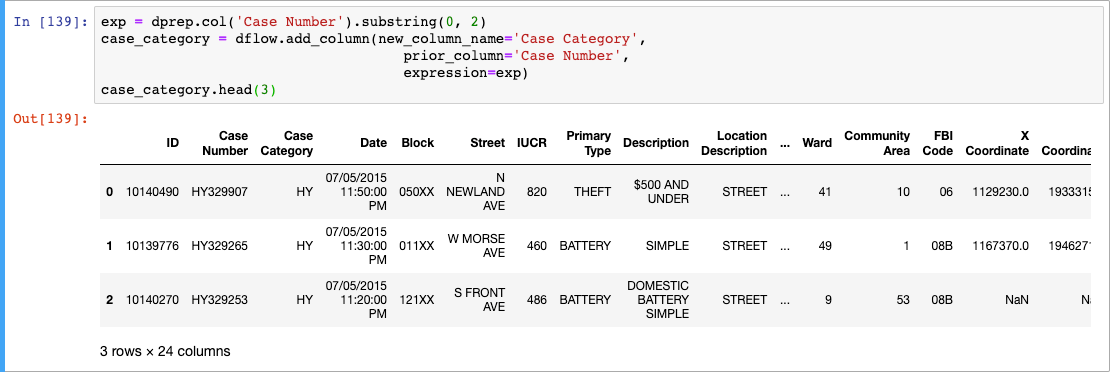 In [139]: exp = dprep.col('Case Number').substring(0, 2)
case_category = dflow.add_column(new_column_name='Case Category',
prior_column='Case Number',
expression=exp)
case_category.head(3)
Out[139]:
ID Case Number Case Category Date Block Street IUCR Primary Type Description Location Description ... Ward Community Area FBI Code X Coordinate Coordina
0 10140490 HY329907 HY 07/05/2015 11:50:00 PM 050XX N NEWLAND AVE 820 THEFT $500 AND UNDER STREET ... 41 10 06 1129230.0 1933315
1 10139776 HY329265 HY 07/05/2015 11:30:00 PM 011XX W MORSE AVE 460 BATTERY SIMPLE STREET ... 49 1 08B 1167370.0 194627
2 10140270 HY329253 HY 07/05/2015 11:20:00 PM 121XX S FRONT AVE 486 BATTERY DOMESTIC BATTERY SIMPLE STREET ... 9 53 08B NaN N
3 rows × 24 columns